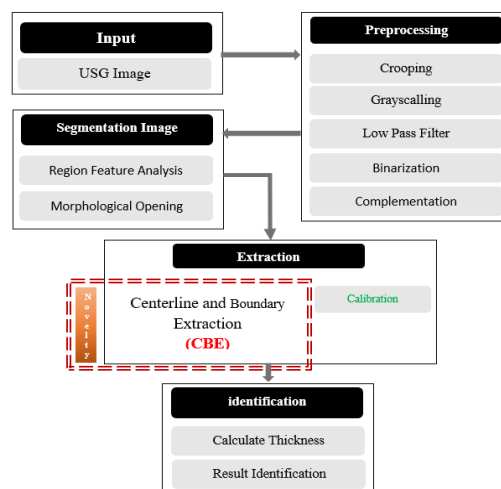 Input
USG Image
Preprocessing
Crooping
Grayscalling
Low Pass Filter
Binarization
Complementation
Segmentation Image
Region Feature Analysis
Morphological Opening
Extraction
Novelty
Centerline and Boundary
Extraction
(CBE)
Calibration
identification
Calculate Thickness
Result Identification